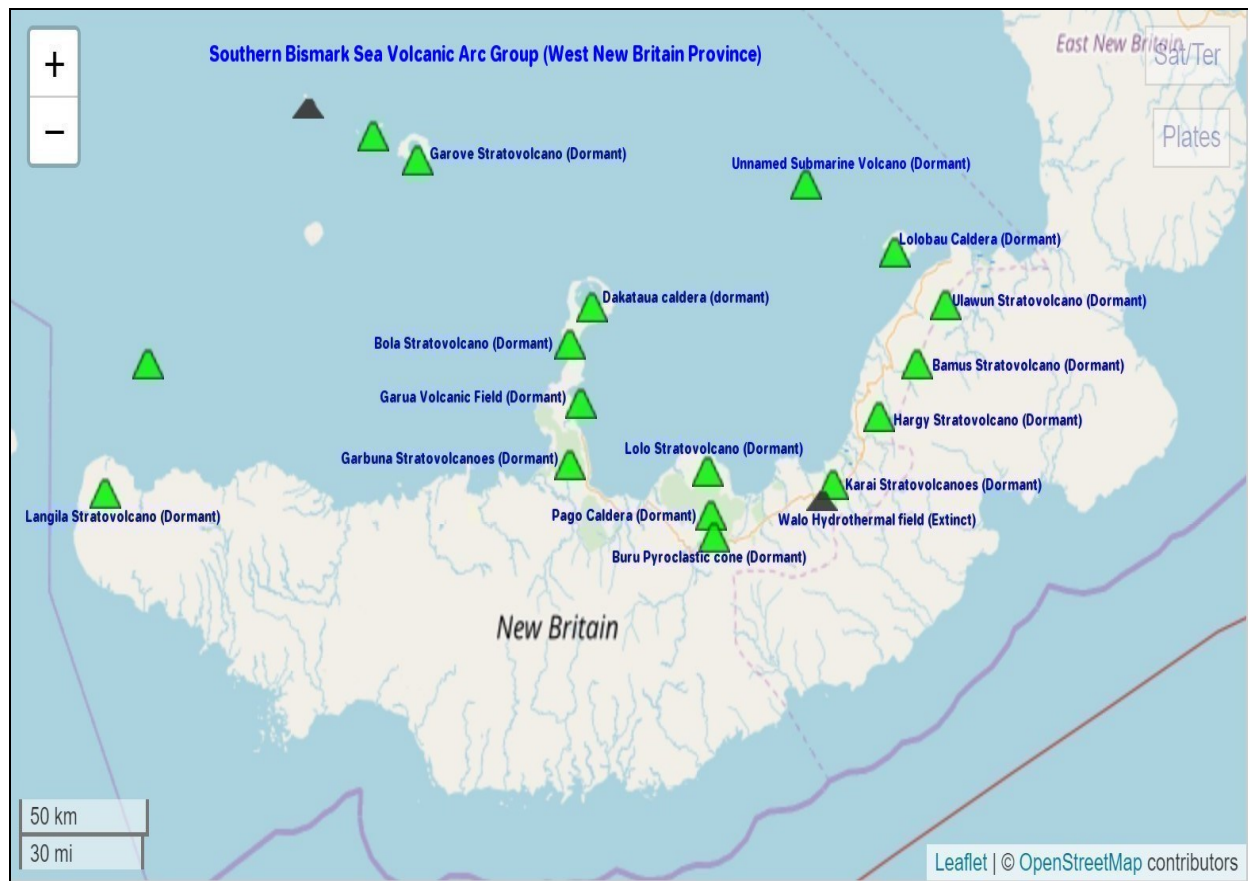 +
Southern Bismark Sea Volcanic Arc Group (West New Britain Province)
East New Britain
Sat/Ter
−
Plates
Garove Stratovolcano (Dormant)
Unnamed Submarine Volcano (Dormant)
Lolobau Caldera (Dormant)
Dakataua caldera (dormant)
Ulawun Stratovolcano (Dormant)
Bola Stratovolcano (Dormant)
Bamus Stratovolcano (Dormant)
Garua Volcanic Field (Dormant)
Hargy Stratovolcano (Dormant)
Lolo Stratovolcano (Dormant)
Garbuna Stratovolcanoes (Dormant)
Karai Stratovolcanoes (Dormant)
Langila Stratovolcano (Dormant)
Pago Caldera (Dormant)
Walo Hydrothermal field (Extinct)
Buru Pyroclastic cone (Dormant)
New Britain
50 km
30 mi
Leaflet | © OpenStreetMap contributors